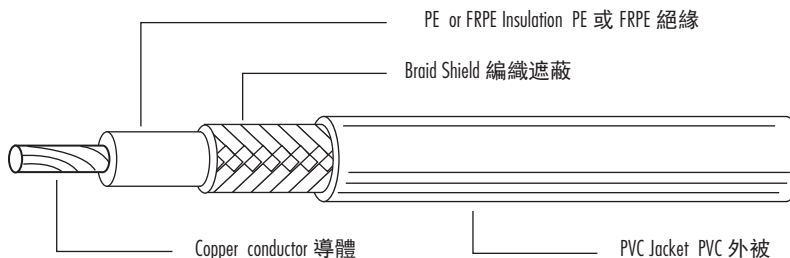 PE or FRPE Insulation PE 或 FRPE 絕緣
Braid Shield 編織遮蔽
Copper conductor 導體
PVC Jacket PVC 外被